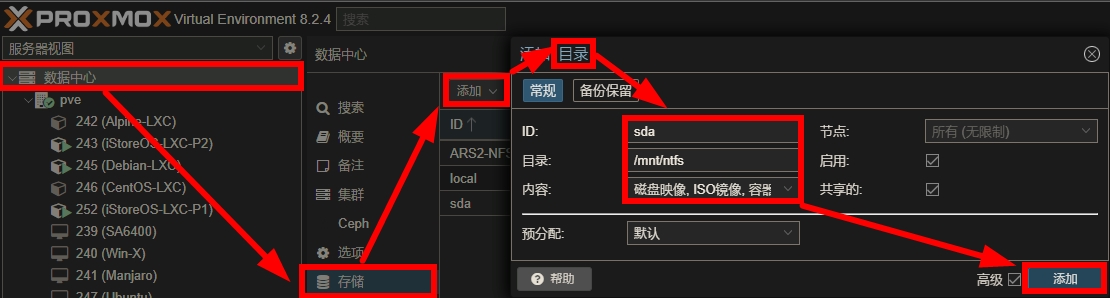 PROXMOX Virtual Environment 8.2.4 搜索
服务器视图
数据中心
pve
242 (Alpine-LXC)
243 (iStoreOS-LXC-P2)
245 (Debian-LXC)
246 (CentOS-LXC)
252 (iStoreOS-LXC-P1)
239 (SA6400)
240 (Win-X)
241 (Manjaro)
247 (Ubuntu)
数据中心
搜索
概要
备注
集群
Ceph
选项
存储
添加
ID
ARS2-NFS
local
sda
添加: 目录
常规 备份保留
ID: sda 节点: 所有 (无限制)
目录: /mnt/ntfs 启用:
内容: 磁盘映像, ISO镜像, 容器 共享的:
预分配: 默认
帮助 高级 添加